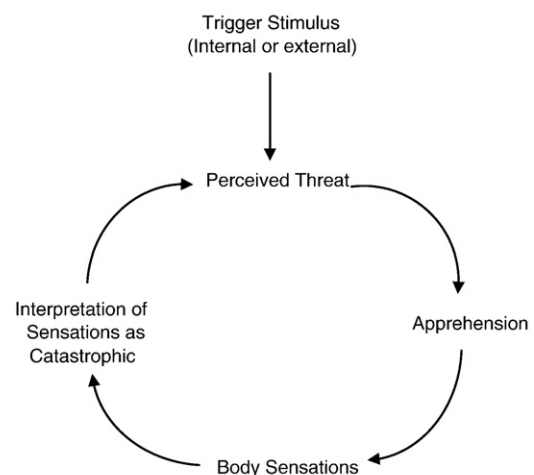 Trigger Stimulus
(Internal or external)
Perceived Threat
Apprehension
Body Sensations
Interpretation of
Sensations as
Catastrophic